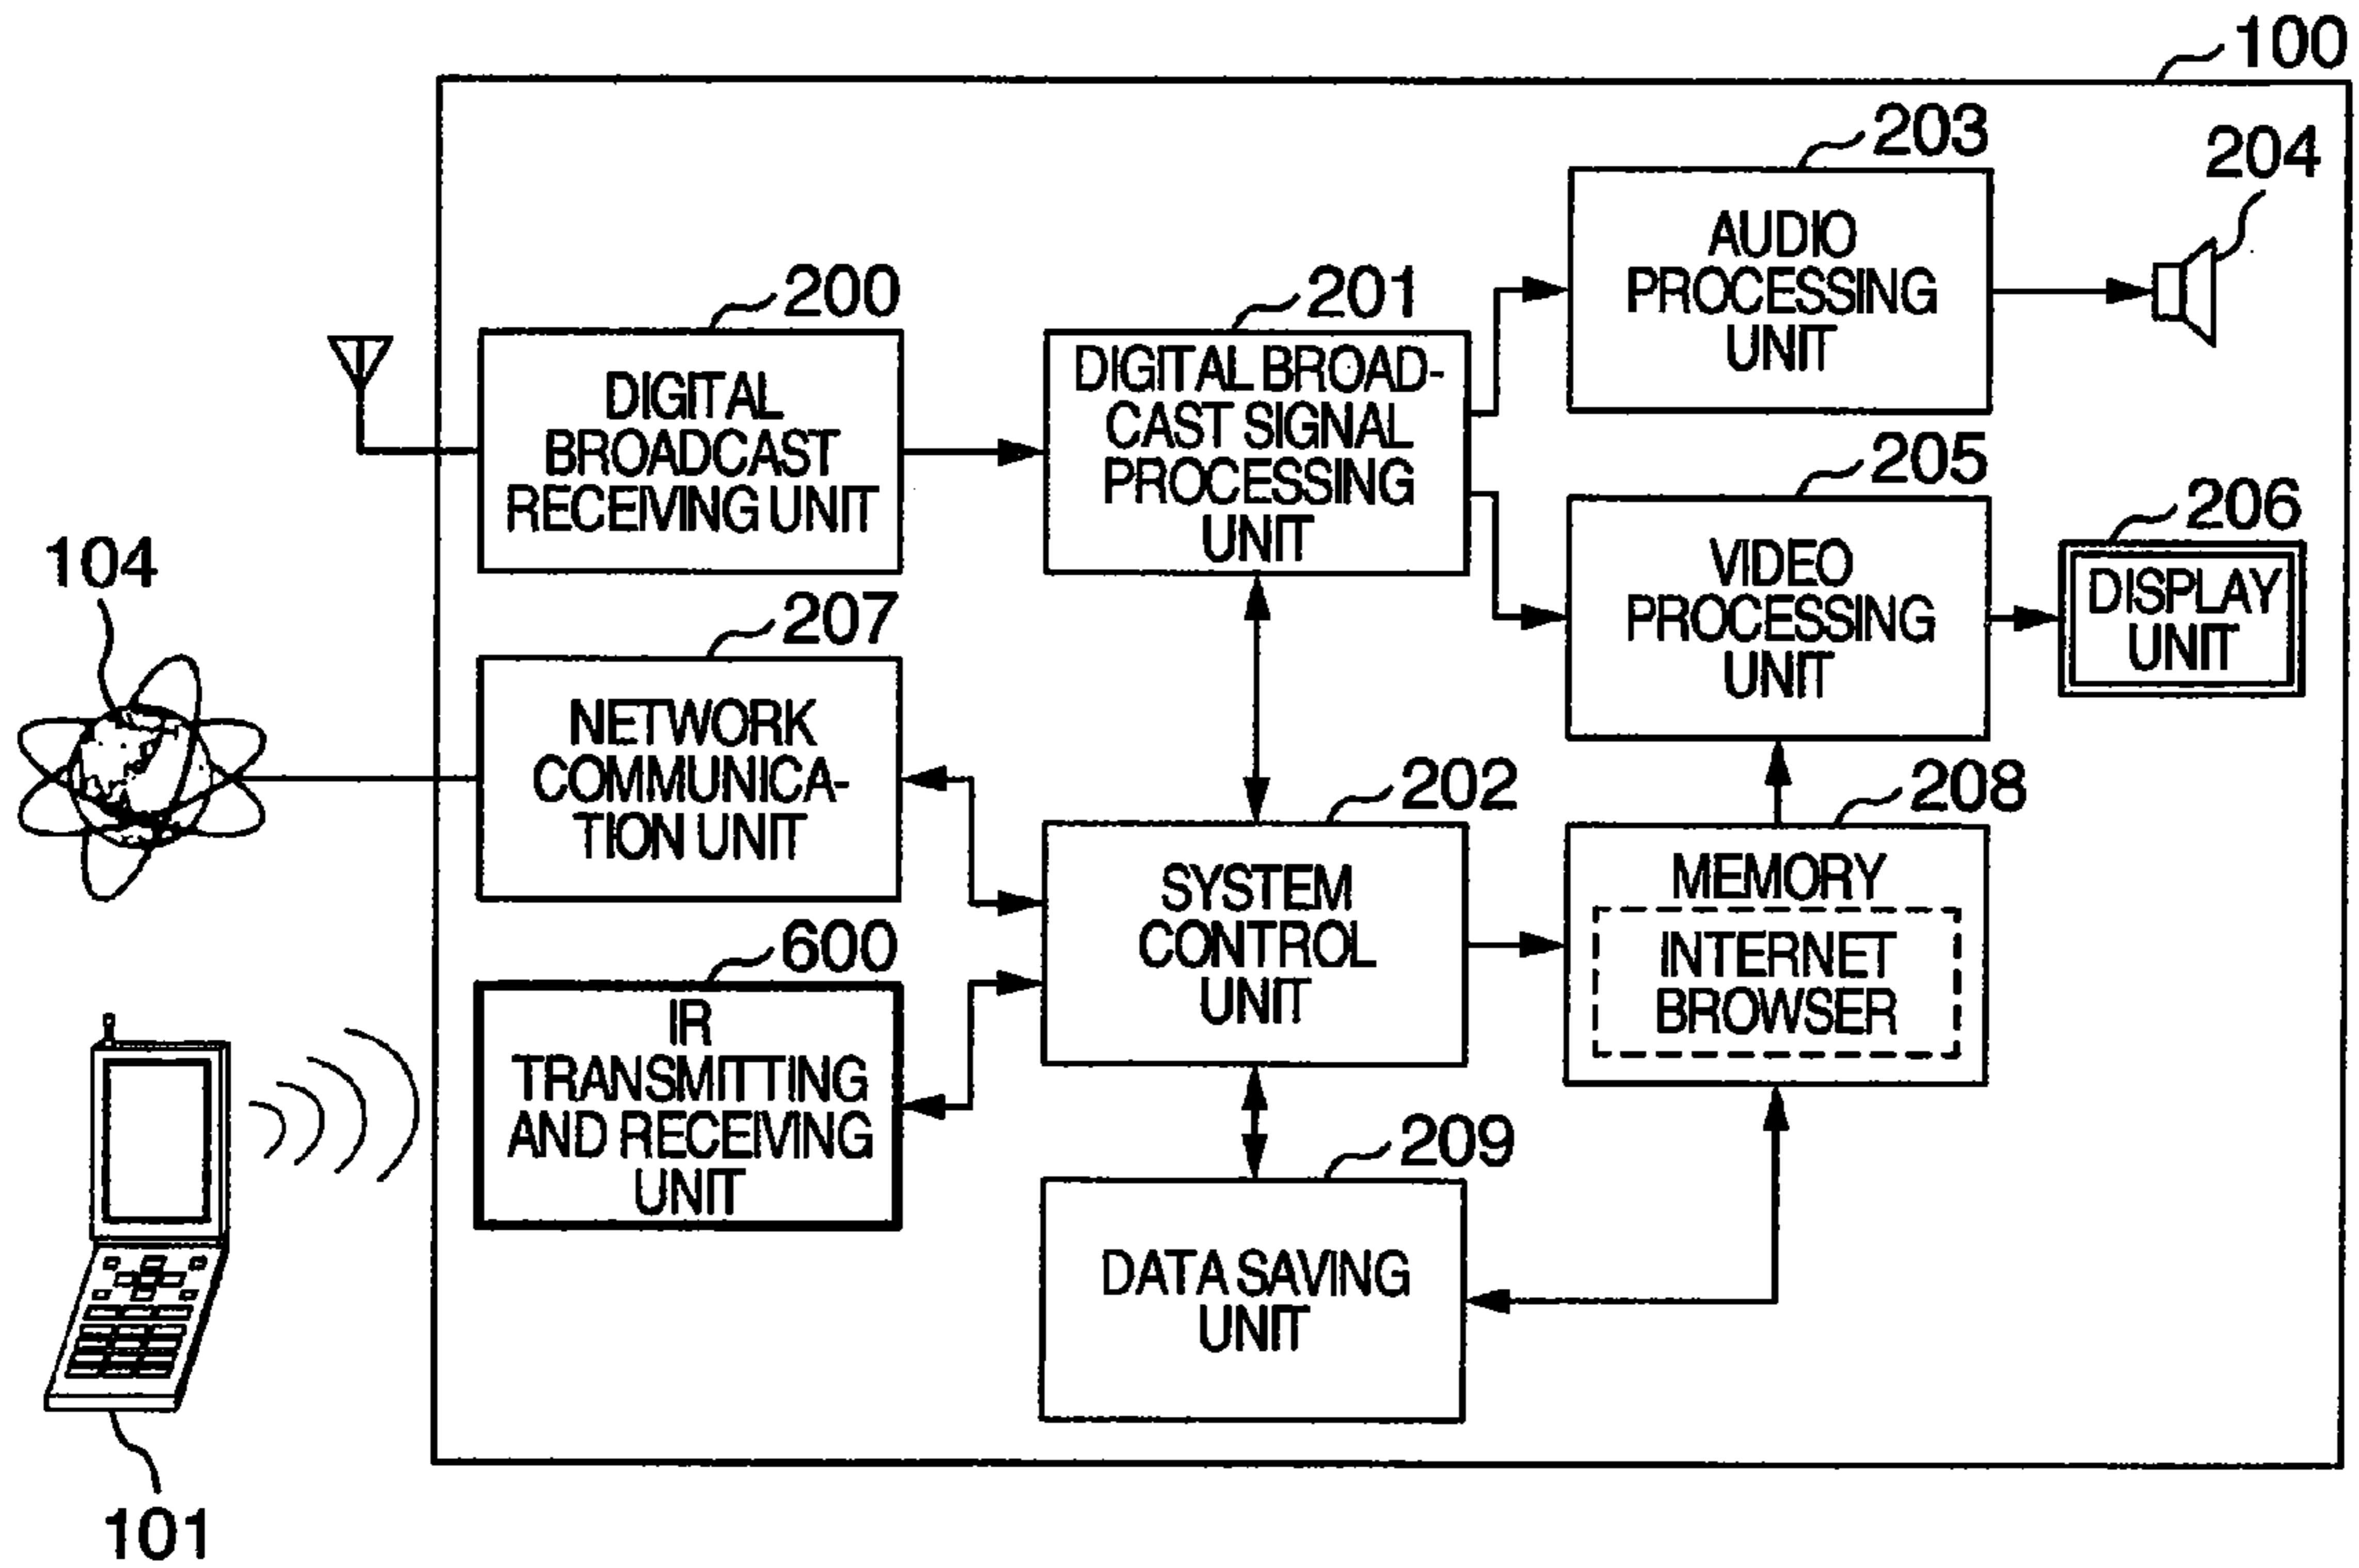 100
203
AUDIO
PROCESSING
UNIT
204
200
DIGITAL
BROADCAST
RECEIVING UNIT
201
DIGITAL BROAD-
CAST SIGNAL
PROCESSING
UNIT
205
VIDEO
PROCESSING
UNIT
206
DISPLAY
UNIT
104
207
NETWORK
COMMUNICA-
TION UNIT
202
SYSTEM
CONTROL
UNIT
208
MEMORY
INTERNET
BROWSER
600
IR
TRANSMITTING
AND RECEIVING
UNIT
209
DATA SAVING
UNIT
101